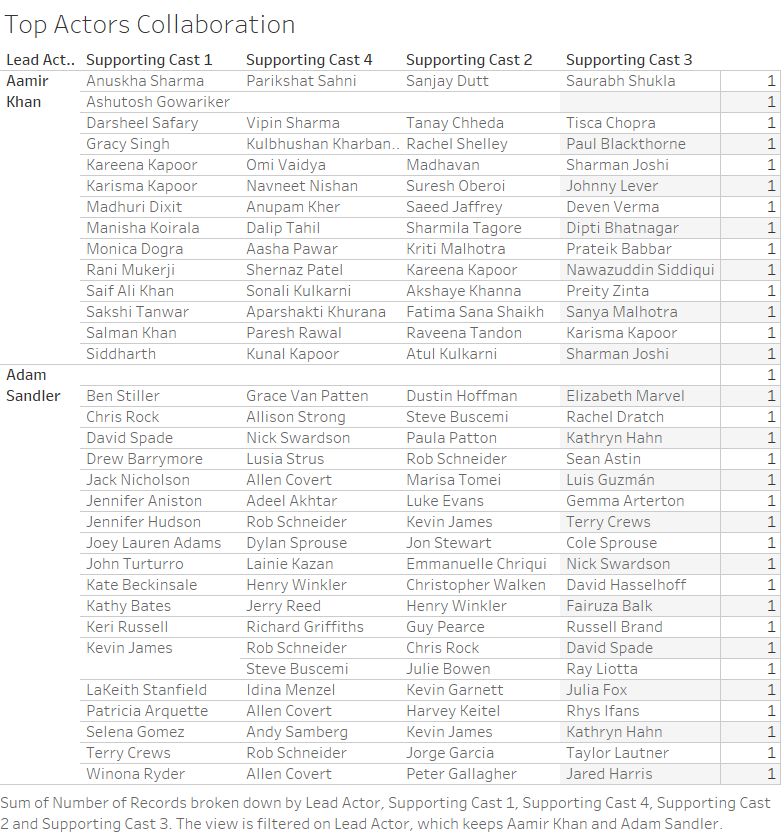 Top Actors Collaboration
Lead Act.. Supporting Cast 1 Supporting Cast 4 Supporting Cast 2 Supporting Cast 3
Aamir Anuskha Sharma Parikshat Sahni Sanjay Dutt Saurabh Shukla 1
Khan Ashutosh Gowariker 1
Darsheel Safary Vipin Sharma Tanay Chheda Tisca Chopra 1
Gracy Singh Kulbhushan Kharban.. Rachel Shelley Paul Blackthorne 1
Kareena Kapoor Omi Vaidya Madhavan Sharman Joshi 1
Karisma Kapoor Navneet Nishan Suresh Oberoi Johnny Lever 1
Madhuri Dixit Anupam Kher Saeed Jaffrey Deven Verma 1
Manisha Koirala Dalip Tahil Sharmila Tagore Dipti Bhatnagar 1
Monica Dogra Aasha Pawar Kriti Malhotra Prateik Babbar 1
Rani Mukerji Shernaz Patel Kareena Kapoor Nawazuddin Siddiqui 1
Saif Ali Khan Sonali Kulkarni Akshaye Khanna Preity Zinta 1
Sakshi Tanwar Aparshakti Khurana Fatima Sana Shaikh Sanya Malhotra 1
Salman Khan Paresh Rawal Raveena Tandon Karisma Kapoor 1
Siddharth Kunal Kapoor Atul Kulkarni Sharman Joshi 1
Adam 1
Sandler Ben Stiller Grace Van Patten Dustin Hoffman Elizabeth Marvel 1
Chris Rock Allison Strong Steve Buscemi Rachel Dratch 1
David Spade Nick Swardson Paula Patton Kathryn Hahn 1
Drew Barrymore Lusia Strus Rob Schneider Sean Astin 1
Jack Nicholson Allen Covert Marisa Tomei Luis Guzmán 1
Jennifer Aniston Adeel Akhtar Luke Evans Gemma Arterton 1
Jennifer Hudson Rob Schneider Kevin James Terry Crews 1
Joey Lauren Adams Dylan Sprouse Jon Stewart Cole Sprouse 1
John Turturro Lainie Kazan Emmanuelle Chriqui Nick Swardson 1
Kate Beckinsale Henry Winkler Christopher Walken David Hasselhoff 1
Kathy Bates Jerry Reed Henry Winkler Fairuza Balk 1
Keri Russell Richard Griffiths Guy Pearce Russell Brand 1
Kevin James Rob Schneider Chris Rock David Spade 1
Steve Buscemi Julie Bowen Ray Liotta 1
LaKeith Stanfield Idina Menzel Kevin Garnett Julia Fox 1
Patricia Arquette Allen Covert Harvey Keitel Rhys Ifans 1
Selena Gomez Andy Samberg Kevin James Kathryn Hahn 1
Terry Crews Rob Schneider Jorge Garcia Taylor Lautner 1
Winona Ryder Allen Covert Peter Gallagher Jared Harris 1
Sum of Number of Records broken down by Lead Actor, Supporting Cast 1, Supporting Cast 4, Supporting Cast
2 and Supporting Cast 3. The view is filtered on Lead Actor, which keeps Aamir Khan and Adam Sandler.